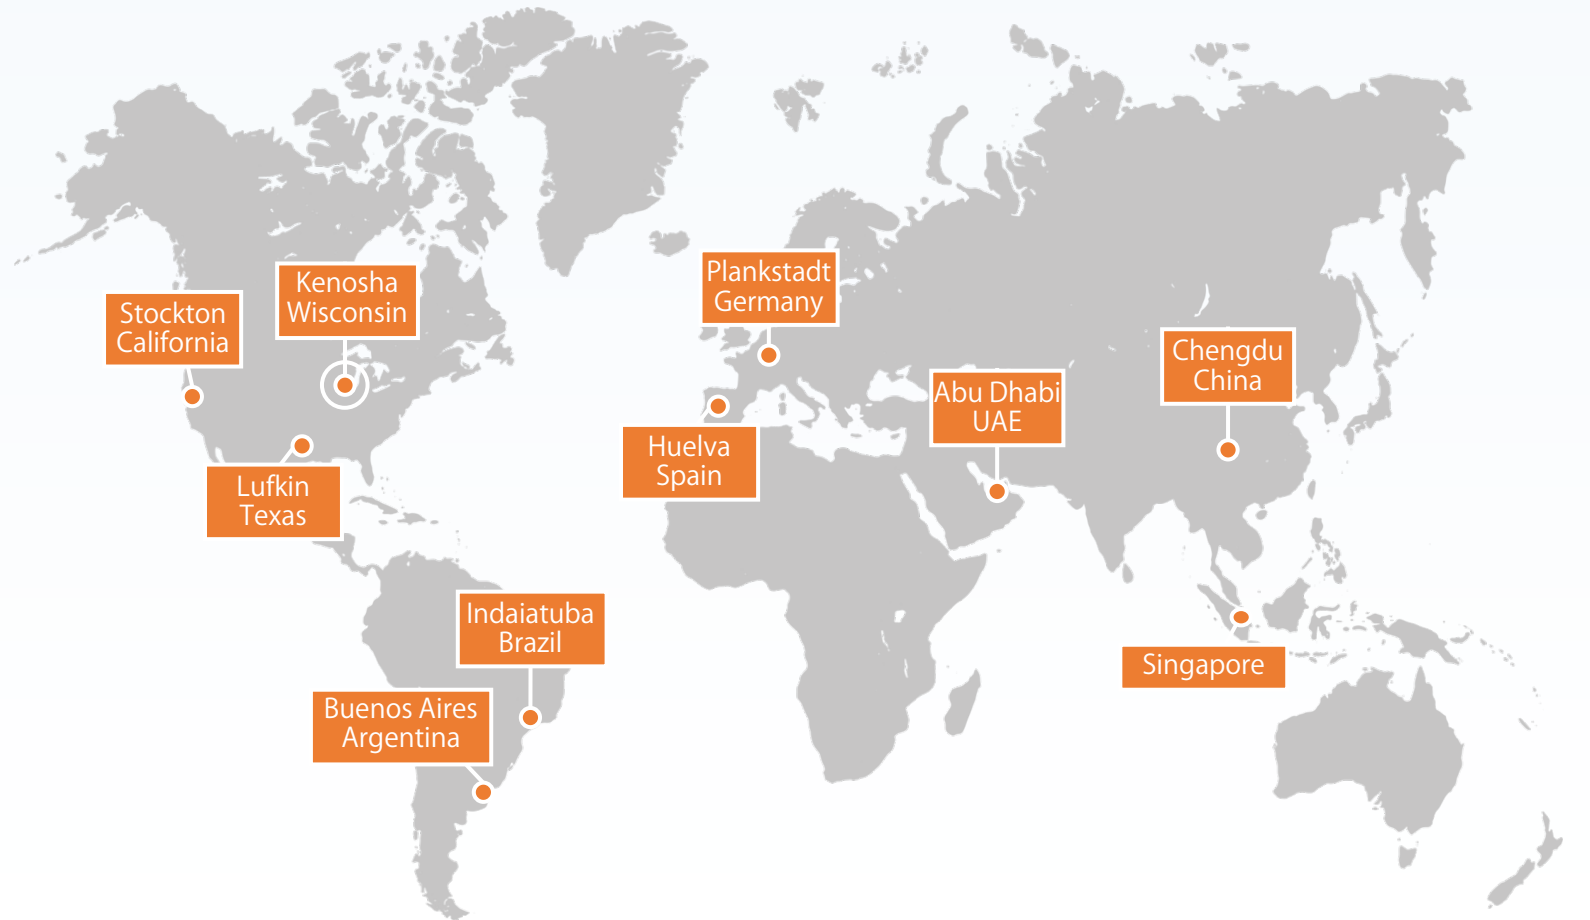 Stockton
California
Kenosha
Wisconsin
Lufkin
Texas
Indaiatuba
Brazil
Buenos Aires
Argentina
Plankstadt
Germany
Huelva
Spain
Abu Dhabi
UAE
Chengdu
China
Singapore